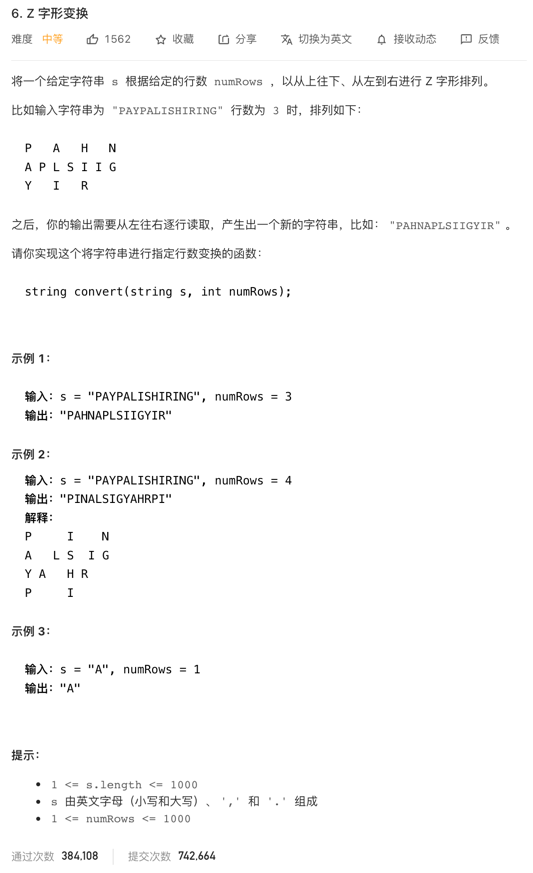 6. Z 字形变换
难度 中等 1562 收藏 分享 切换为英文 接收动态 反馈
将一个给定字符串 s 根据给定的行数 numRows ，以从上往下、从左到右进行 Z 字形排列。
比如输入字符串为 "PAYPALISHIRING" 行数为 3 时，排列如下：
P   A   H   N
A P L S I I G
Y   I   R
之后，你的输出需要从左往右逐行读取，产生出一个新的字符串，比如："PAHNAPLSIIGYIR"。
请你实现这个将字符串进行指定行数变换的函数：
string convert(string s, int numRows);
示例 1：
输入：s = "PAYPALISHIRING", numRows = 3
输出："PAHNAPLSIIGYIR"
示例 2：
输入：s = "PAYPALISHIRING", numRows = 4
输出："PINALSIGYAHRPI"
解释：
P     I    N
A   L S  I G
Y A   H R
P     I
示例 3：
输入：s = "A", numRows = 1
输出："A"
提示：
• 1 <= s.length <= 1000
• s 由英文字母（小写和大写）、',' 和 '.' 组成
• 1 <= numRows <= 1000
通过次数 384,108 提交次数 742,664